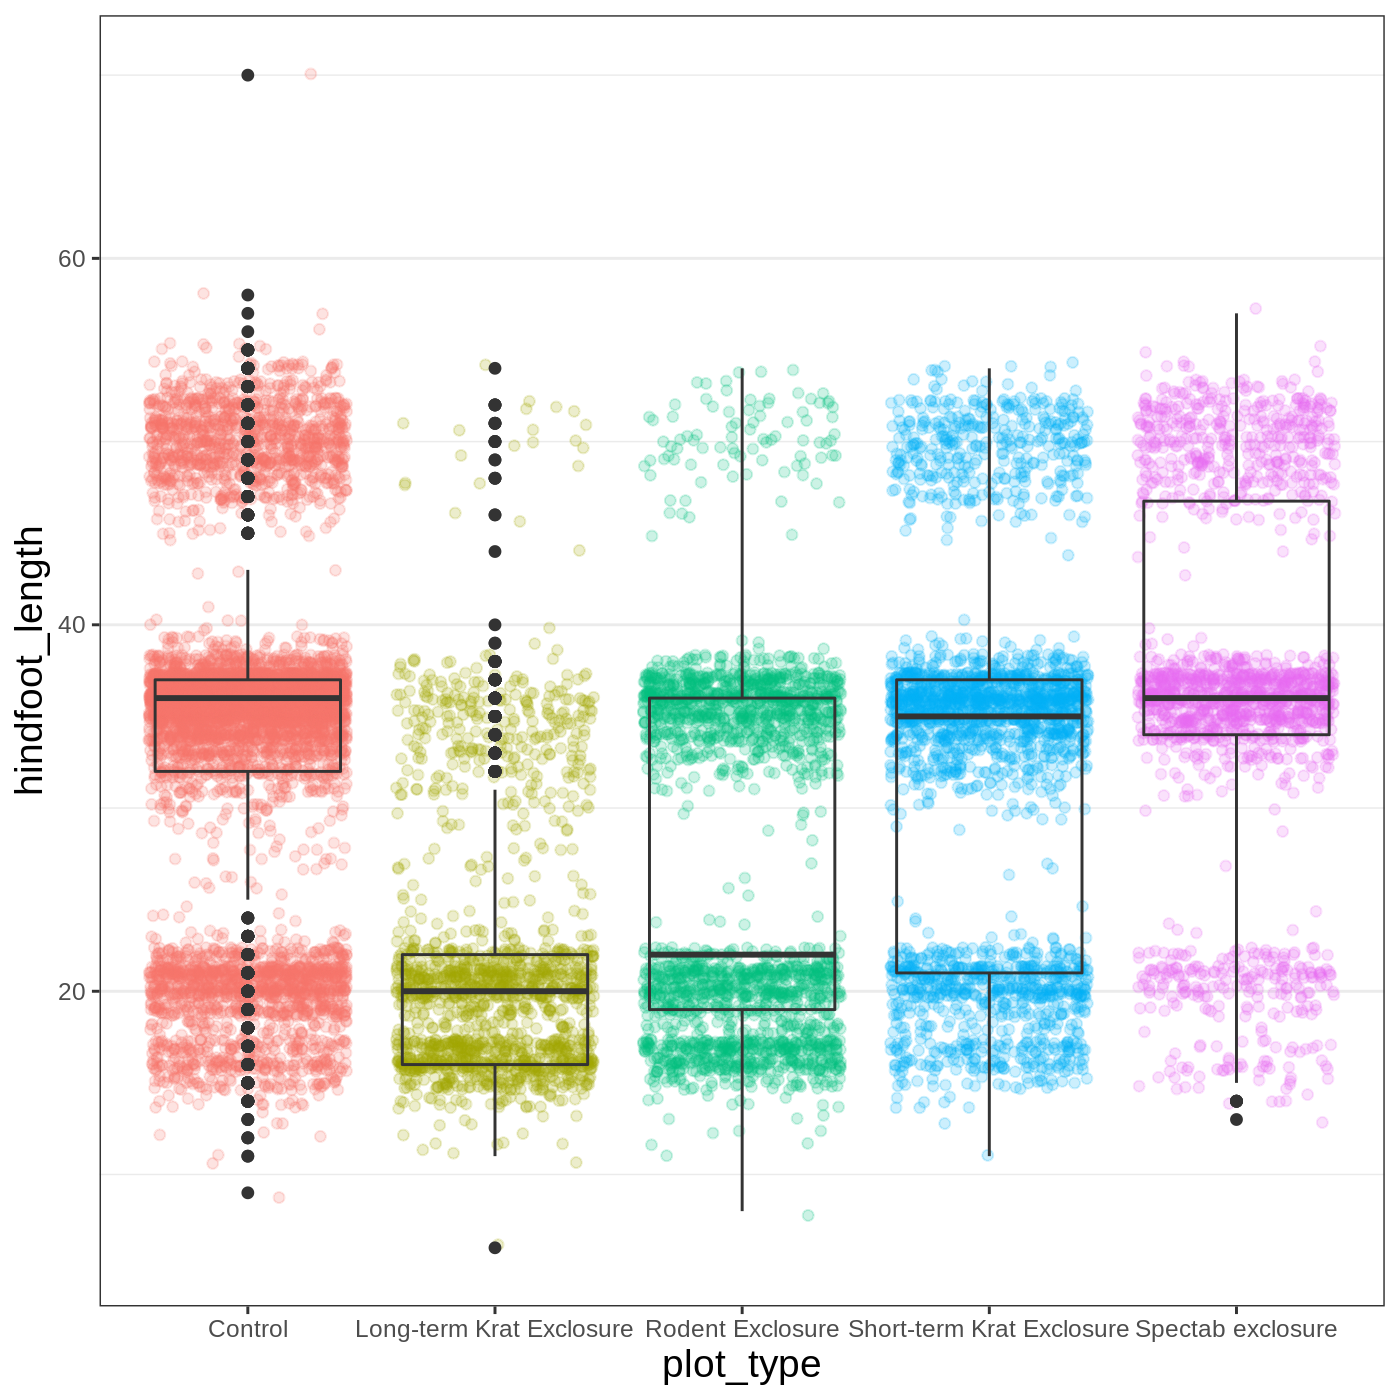 hindfoot_length
60
40
20
Control
Long-term Krat Exclosure
Rodent Exclosure
Short-term Krat Exclosure
Spectab exclosure
plot_type